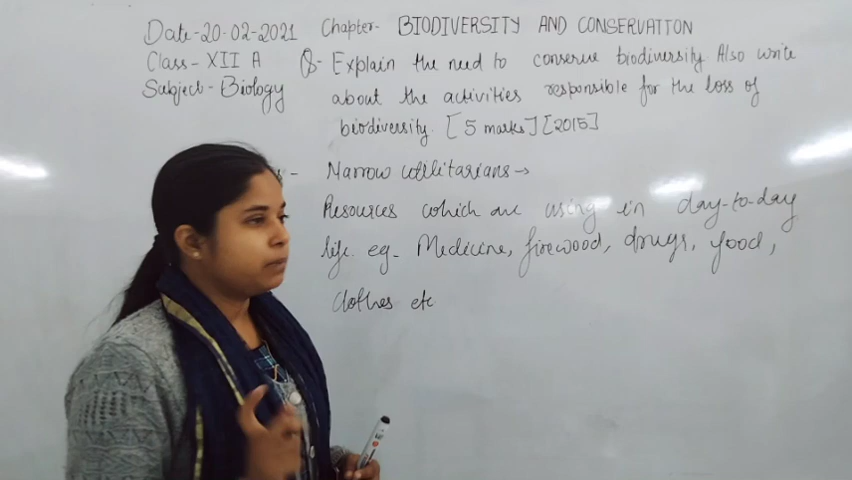 Date-20.02-2021 Chapter- BIODIVERSITY AND CONSERVATION
Class-XII A Q- Explain the need to conserve biodiversity. Also write
Subject-Biology about the activities responsible for the loss of
biodiversity. [5 marks] [2015]
Narrow utilitarians→
Resources which are using in day-to-day
life. eg- Medicine, firewood, drugs, food,
clothes etc